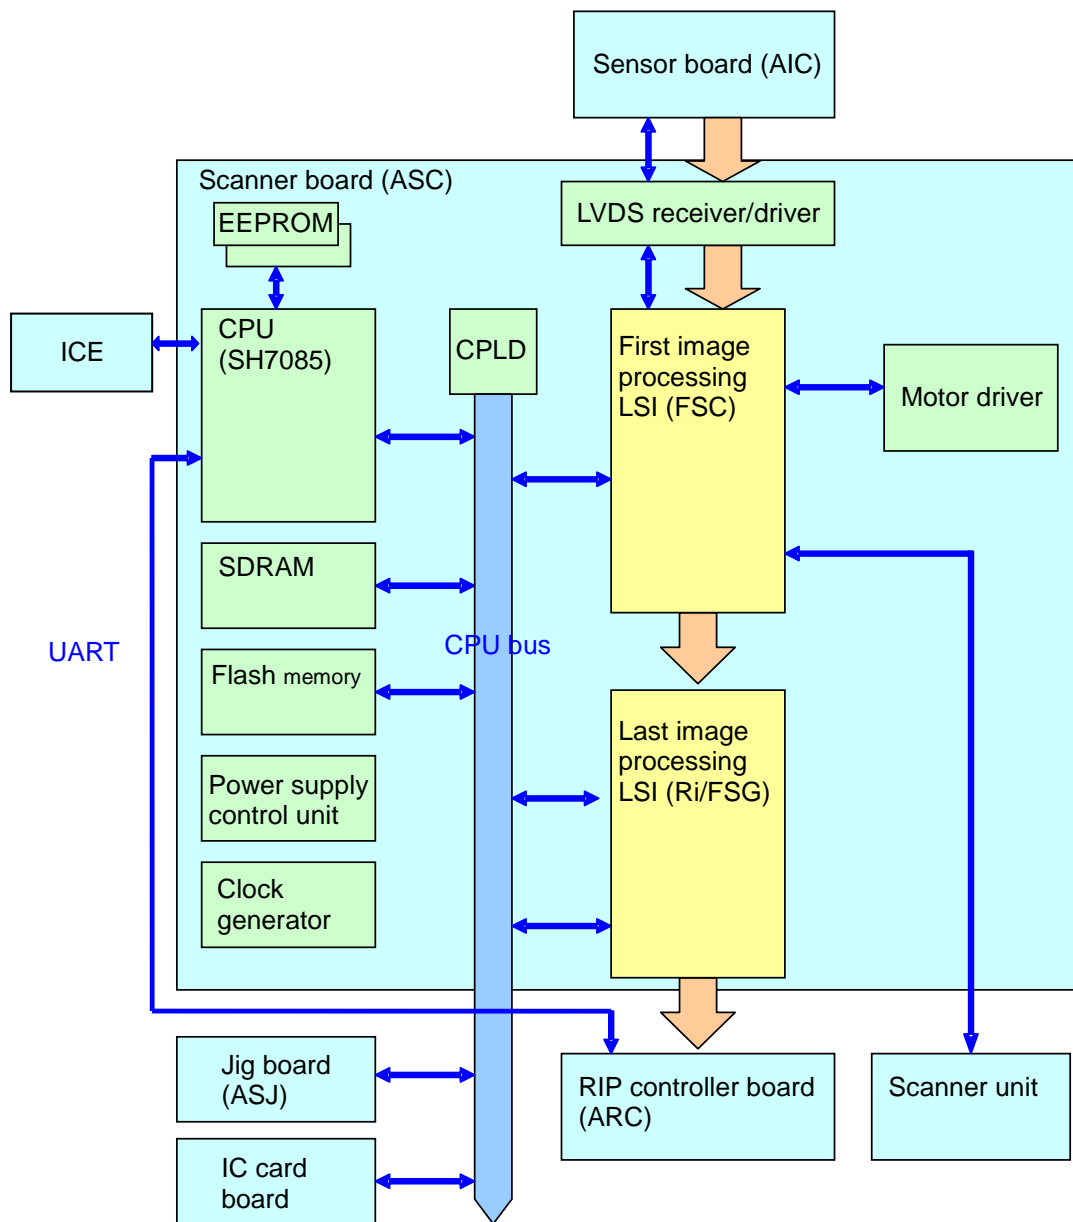 Sensor board (AIC)
Scanner board (ASC)
LVDS receiver/driver
EEPROM
ICE
CPU
(SH7085)
CPLD
First image
processing
LSI (FSC)
Motor driver
SDRAM
UART
CPU bus
Flash memory
Last image
processing
LSI (Ri/FSG)
Power supply
control unit
Clock
generator
Jig board
(ASJ)
RIP controller board
(ARC)
Scanner unit
IC card
board